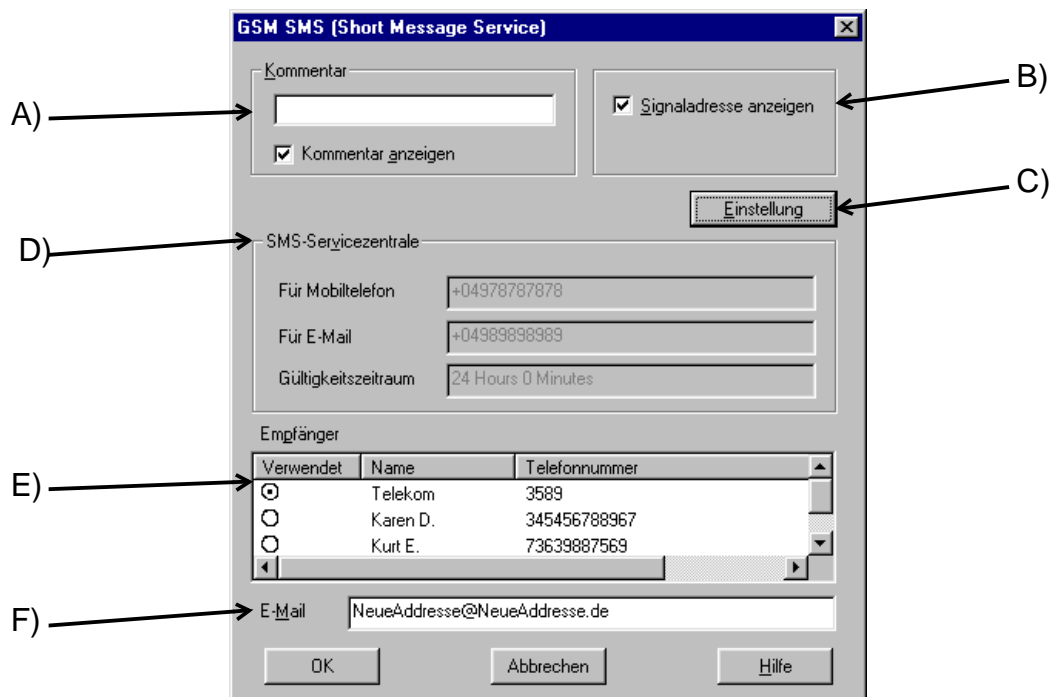 GSM SMS (Short Message Service)
Kommentar
A)
B)
Signaladresse anzeigen
Kommentar anzeigen
C)
Einstellung
D)
SMS-Servicezentrale
Für Mobiltelefon +04978787878
Für E-Mail +04989898989
Gültigkeitszeitraum 24 Hours 0 Minutes
Empfänger
Verwendet Name Telefonnummer
E)
Telekom 3589
Karen D. 345456788967
Kurt E. 73639887569
F)
E-Mail NeueAddresse@NeueAddresse.de
OK Abbrechen Hilfe